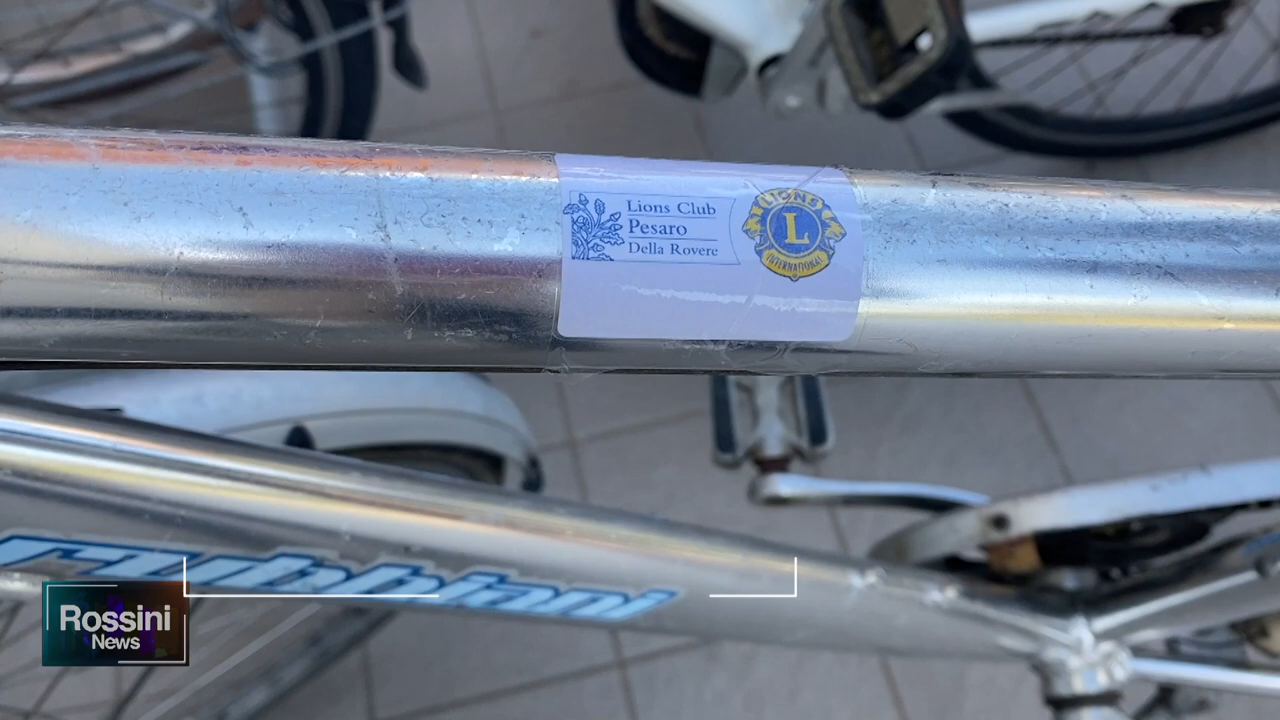 Lions Club
Pesaro
Della Rovere
LIONS
L
INTERNATIONAL
Rossini
News